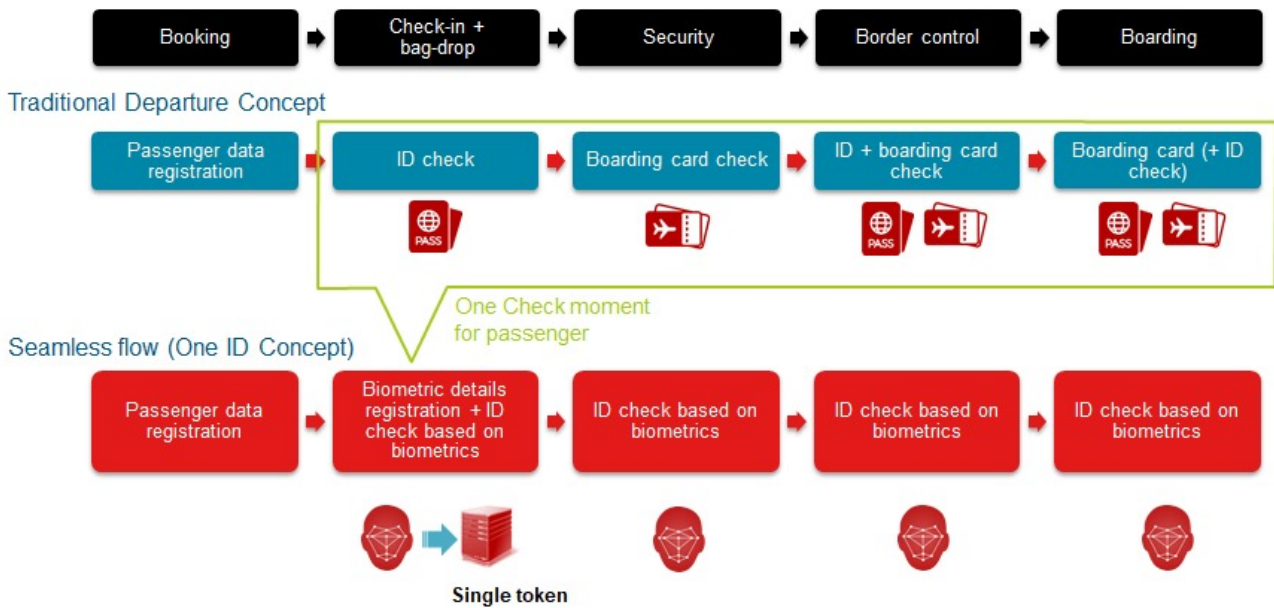 Booking
Check-in +
bag-drop
Security
Border control
Boarding
Traditional Departure Concept
Passenger data
registration
ID check
Boarding card check
ID + boarding card
check
Boarding card (+ ID
check)
PASS
PASS
PASS
One Check moment
for passenger
Seamless flow (One ID Concept)
Passenger data
registration
Biometric details
registration + ID
check based on
biometrics
ID check based on
biometrics
ID check based on
biometrics
ID check based on
biometrics
Single token